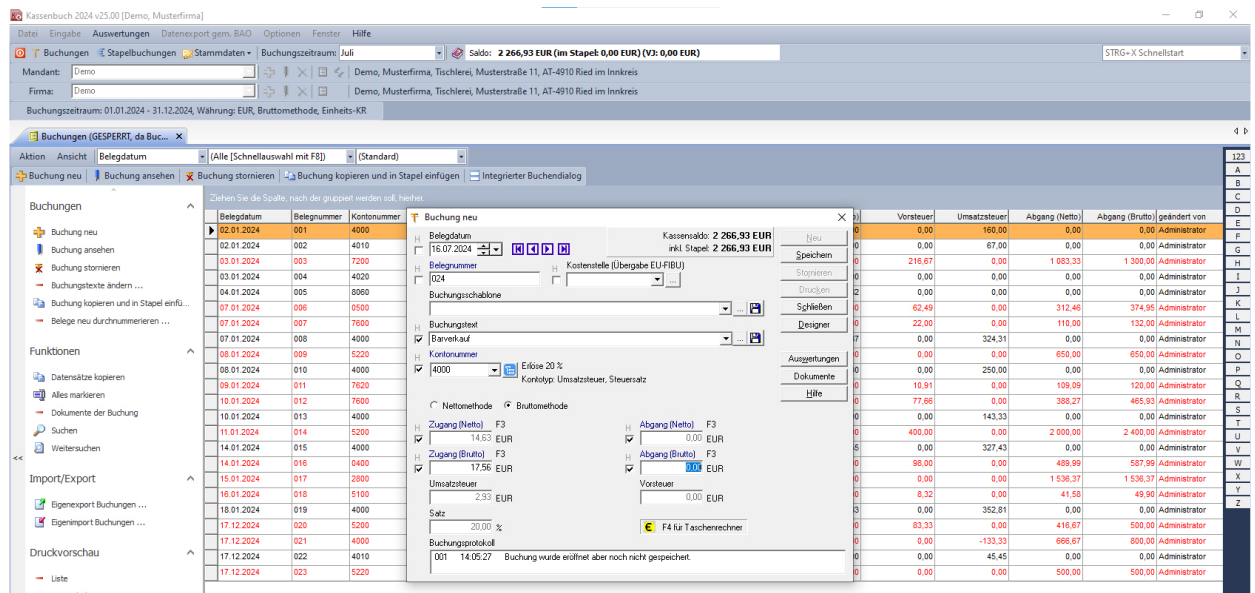 Kassenbuch 2024 v25.00 [Demo, Musterfirma]
Datei Eingabe Auswertungen Datenexport gem. BAO Optionen Fenster Hilfe
Buchungen Stapelbuchungen Stammdaten Buchungszeitraum: Juli Saldo: 2 266,93 EUR (im Stapel: 0,00 EUR) (VJ: 0,00 EUR) STRG+X Schnellstart
Mandant: Demo Demo, Musterfirma, Tischlerei, Musterstraße 11, AT-4910 Ried im Innkreis
Firma: Demo Demo, Musterfirma, Tischlerei, Musterstraße 11, AT-4910 Ried im Innkreis
Buchungszeitraum: 01.01.2024 - 31.12.2024, Währung: EUR, Bruttomethode, Einheits-KR
Buchungen (GESPERRT, da Buc...
Aktion Ansicht Belegdatum (Alle [Schnellauswahl mit F8]) (Standard)
Buchung neu Buchung ansehen Buchung stornieren Buchung kopieren und in Stapel einfügen Integrierter Buchendialog
Buchungen
Buchung neu
Buchung ansehen
Buchung stornieren
Buchungstexte ändern ...
Buchung kopieren und in Stapel einfü...
Belege neu durchnummerieren ...
Funktionen
Datensätze kopieren
Alles markieren
Dokumente der Buchung
Suchen
Weitersuchen
<<
Import/Export
Eigenexport Buchungen ...
Eigenimport Buchungen ...
Druckvorschau
Liste
Ziehen Sie die Spalte, nach der gruppiert werden soll, hierher.
Belegdatum Belegnummer Kontonummer
02.01.2024 001 4000
02.01.2024 002 4010
03.01.2024 003 7200
03.01.2024 004 4020
04.01.2024 005 8060
07.01.2024 006 0500
07.01.2024 007 7600
07.01.2024 008 4000
08.01.2024 009 5220
08.01.2024 010 4000
09.01.2024 011 7620
10.01.2024 012 7600
10.01.2024 013 4000
11.01.2024 014 5200
14.01.2024 015 4000
14.01.2024 016 0400
15.01.2024 017 2800
16.01.2024 018 5100
18.01.2024 019 4000
17.12.2024 020 5200
17.12.2024 021 4000
17.12.2024 022 4010
17.12.2024 023 5220
Buchung neu
H Belegdatum
16.07.2024
Kassensaldo: 2 266,93 EUR
inkl. Stapel: 2 266,93 EUR
H Belegnummer H Kostenstelle (Übergabe EU-FIBU)
024 ...
Buchungsschablone
...
H Buchungstext
Barverkauf ...
H Kontonummer
4000 Erlöse 20 %
Kontotyp: Umsatzsteuer, Steuersatz
Nettomethode Bruttomethode
H Zugang (Netto) F3 H Abgang (Netto) F3
14,63 EUR 0,00 EUR
H Zugang (Brutto) F3 H Abgang (Brutto) F3
17,56 EUR 0,00 EUR
Umsatzsteuer Vorsteuer
2,93 EUR 0,00 EUR
Satz
20,00 % € F4 für Taschenrechner
Buchungsprotokoll
001 14:05:27 Buchung wurde eröffnet aber noch nicht gespeichert.
Neu
Speichern
Stornieren
Drucken
Schließen
Designer
Auswertungen
Dokumente
Hilfe
Vorsteuer Umsatzsteuer Abgang (Netto) Abgang (Brutto) geändert von
0,00 160,00 0,00 0,00 Administrator
0,00 67,00 0,00 0,00 Administrator
216,67 0,00 1 083,33 1 300,00 Administrator
0,00 0,00 0,00 0,00 Administrator
0,00 0,00 0,00 0,00 Administrator
62,49 0,00 312,46 374,95 Administrator
22,00 0,00 110,00 132,00 Administrator
0,00 324,31 0,00 0,00 Administrator
0,00 0,00 650,00 650,00 Administrator
0,00 250,00 0,00 0,00 Administrator
10,91 0,00 109,09 120,00 Administrator
77,66 0,00 388,27 465,93 Administrator
0,00 143,33 0,00 0,00 Administrator
400,00 0,00 2 000,00 2 400,00 Administrator
0,00 327,43 0,00 0,00 Administrator
98,00 0,00 489,99 587,99 Administrator
0,00 0,00 1 536,37 1 536,37 Administrator
8,32 0,00 41,58 49,90 Administrator
0,00 352,81 0,00 0,00 Administrator
83,33 0,00 416,67 500,00 Administrator
0,00 -133,33 666,67 800,00 Administrator
0,00 45,45 0,00 0,00 Administrator
0,00 0,00 500,00 500,00 Administrator
123
A
B
C
D
E
F
G
H
I
J
K
L
M
N
O
P
Q
R
S
T
U
V
W
X
Y
Z